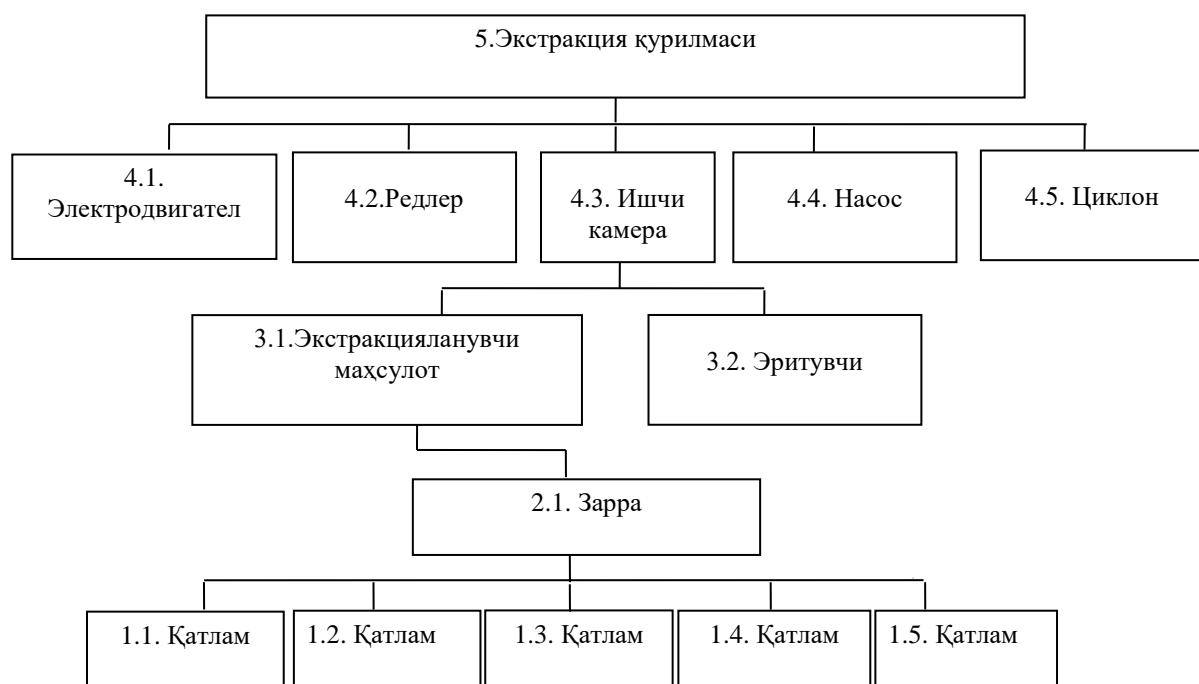 5.Экстракция қурилмаси
4.1.
Электродвигател
4.2.Редлер
4.3. Ишчи
камера
4.4. Насос
4.5. Циклон
3.1.Экстракцияланувчи
маҳсулот
3.2. Эритувчи
2.1. Зарра
1.1. Қатлам
1.2. Қатлам
1.3. Қатлам
1.4. Қатлам
1.5. Қатлам